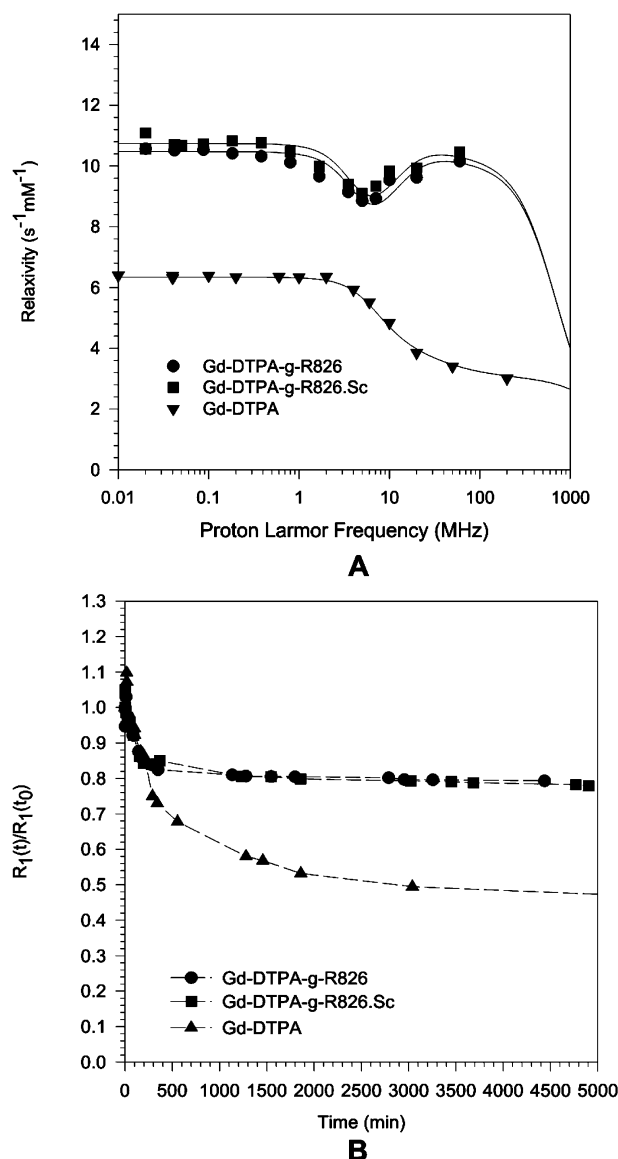 14
12
10
8
6
4
2
0
Relaxivity (s⁻¹mM⁻¹)
Gd-DTPA-g-R826
Gd-DTPA-g-R826.Sc
Gd-DTPA
0.01 0.1 1 10 100 1000
Proton Larmor Frequency (MHz)
A
1.3
1.2
1.1
1.0
0.9
0.8
0.7
0.6
0.5
0.4
0.3
0.2
0.1
0.0
R₁(t)/R₁(t₀)
Gd-DTPA-g-R826
Gd-DTPA-g-R826.Sc
Gd-DTPA
0 500 1000 1500 2000 2500 3000 3500 4000 4500 5000
Time (min)
B